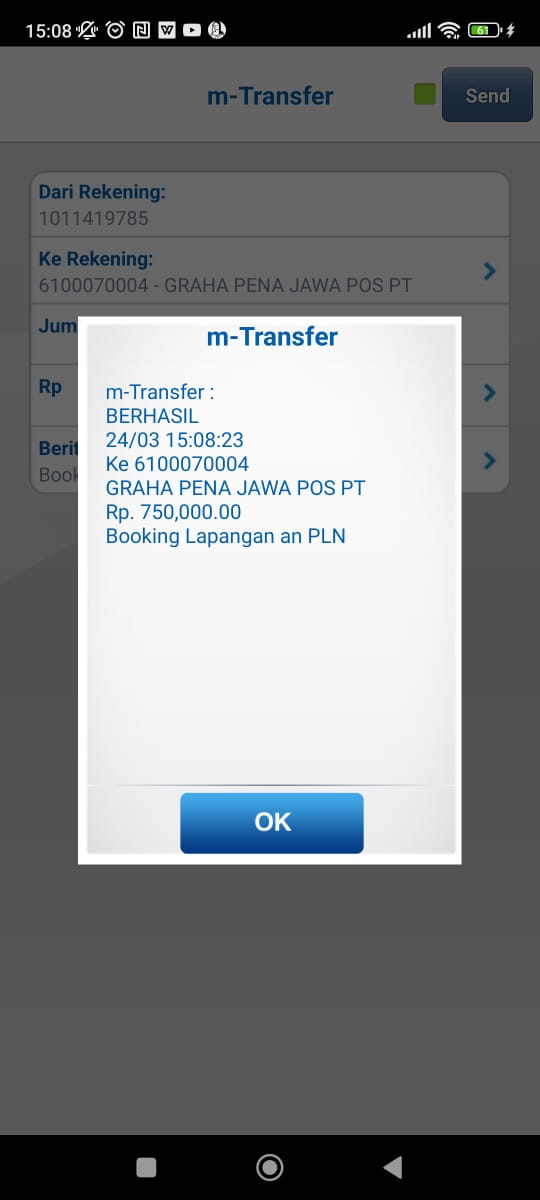 15:08
61
m-Transfer
Send
Dari Rekening:
1011419785
Ke Rekening:
6100070004 - GRAHA PENA JAWA POS PT
Jum
Rp
Berit
Book
m-Transfer
m-Transfer :
BERHASIL
24/03 15:08:23
Ke 6100070004
GRAHA PENA JAWA POS PT
Rp. 750,000.00
Booking Lapangan an PLN
OK